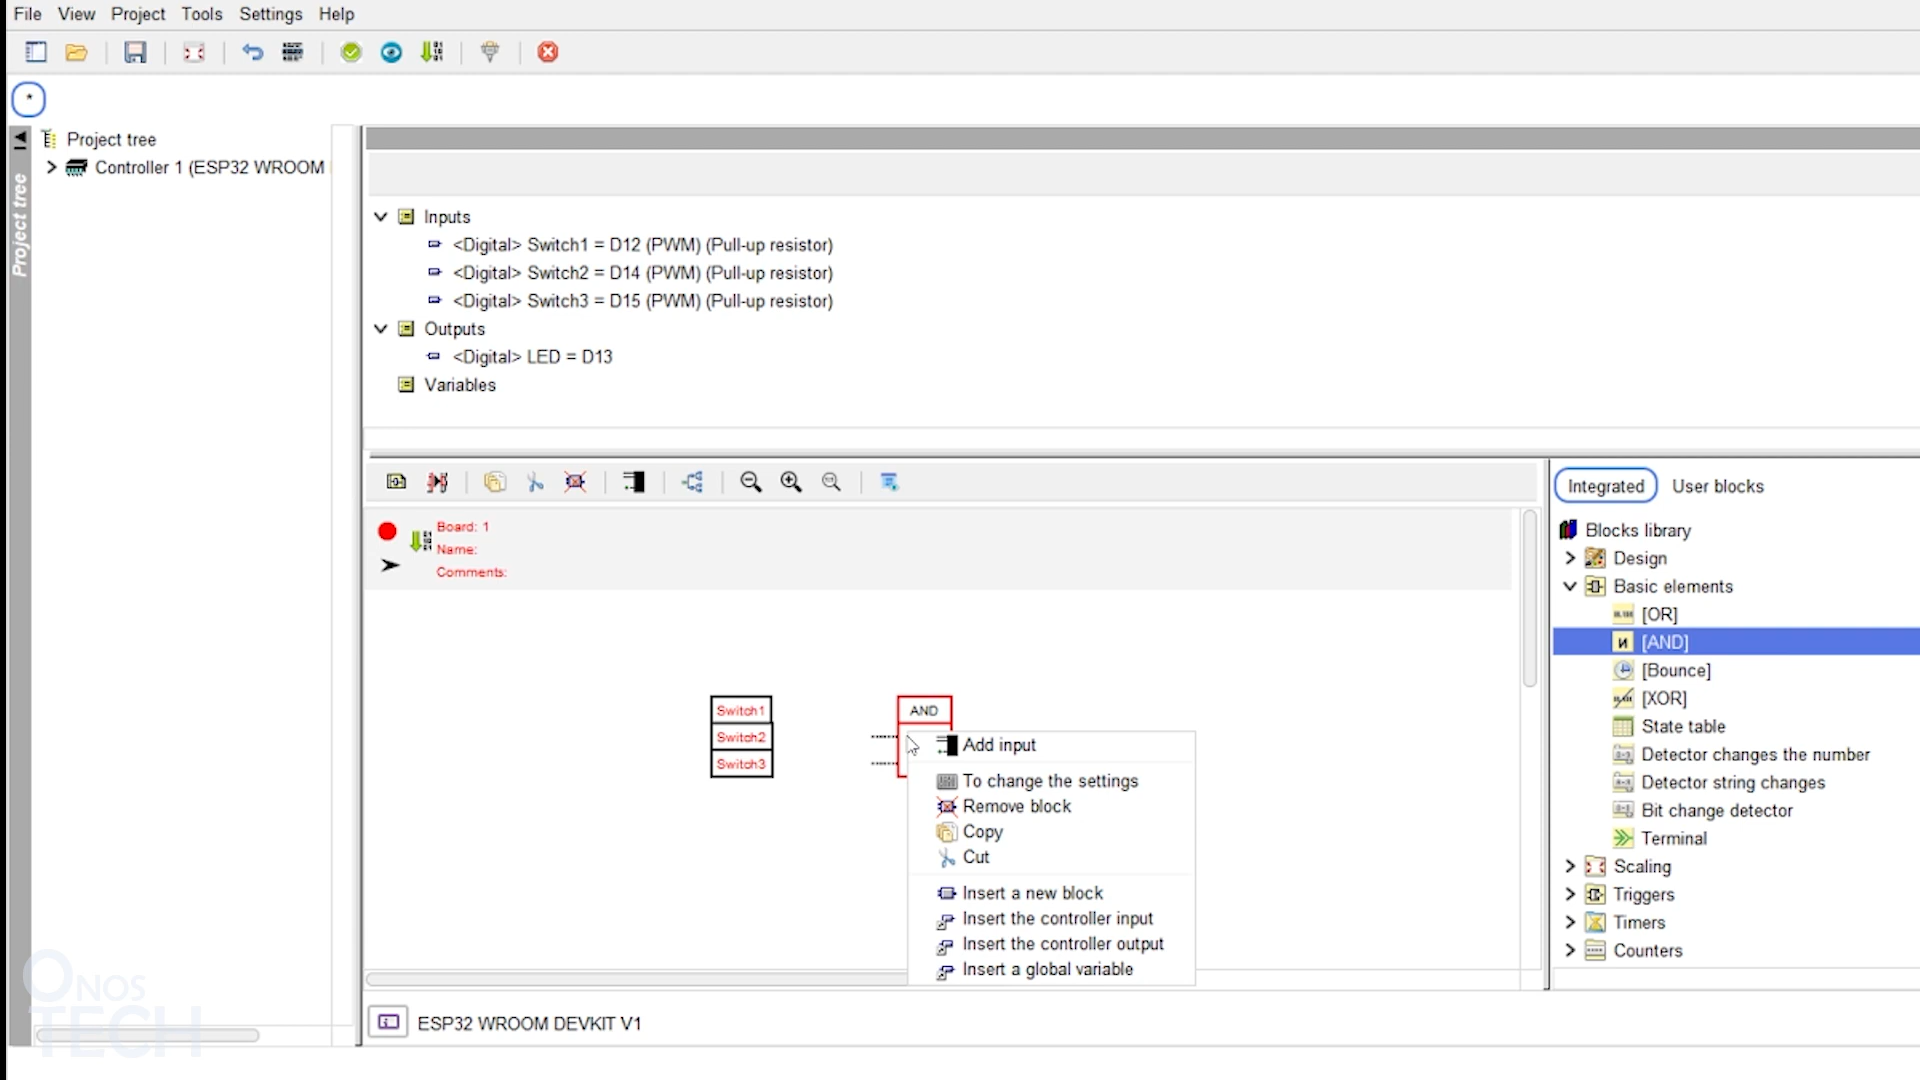 File View Project Tools Settings Help
*
Project tree
Controller 1 (ESP32 WROOM
Project tree
Inputs
<Digital> Switch1 = D12 (PWM) (Pull-up resistor)
<Digital> Switch2 = D14 (PWM) (Pull-up resistor)
<Digital> Switch3 = D15 (PWM) (Pull-up resistor)
Outputs
<Digital> LED = D13
Variables
Board: 1
Name:
Comments:
Switch1
Switch2
Switch3
AND
Add input
To change the settings
Remove block
Copy
Cut
Insert a new block
Insert the controller input
Insert the controller output
Insert a global variable
Integrated User blocks
Blocks library
Design
Basic elements
[OR]
[AND]
[Bounce]
[XOR]
State table
Detector changes the number
Detector string changes
Bit change detector
Terminal
Scaling
Triggers
Timers
Counters
ESP32 WROOM DEVKIT V1
ONOS
TECH